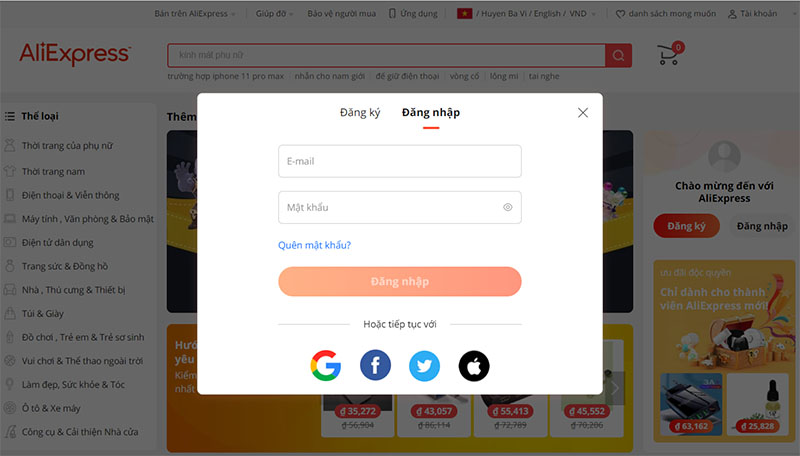 Bán trên AliExpress
Giúp đỡ
Bảo vệ người mua
Ứng dụng
/ Huyen Ba Vi / English / VND
danh sách mong muốn
Tài khoản
AliExpress
kính mát phụ nữ
0
trường hợp iphone 11 pro max
nhẫn cho nam giới
đế giữ điện thoại
vòng cổ
lông mi
tai nghe
Thể loại
Thời trang của phụ nữ
Thời trang nam
Điện thoại & Viễn thông
Máy tính , Văn phòng & Bảo mật
Điện tử dân dụng
Trang sức & Đồng hồ
Nhà , Thú cưng & Thiết bị
Túi & Giày
Đồ chơi , Trẻ em & Trẻ sơ sinh
Vui chơi & Thể thao ngoài trời
Làm đẹp, Sức khỏe & Tóc
Ô tô & Xe máy
Công cụ & Cải thiện Nhà cửa
Thêm
Đăng ký
Đăng nhập
E-mail
Mật khẩu
Quên mật khẩu?
Đăng nhập
Hoặc tiếp tục với
yêu
nhất
₫ 35,272
₫ 56,904
₫ 43,057
₫ 86,114
₫ 55,413
₫ 72,789
₫ 45,552
₫ 70,206
Chào mừng đến với
AliExpress
Đăng ký
Đăng nhập
ưu đãi độc quyền
Chỉ dành cho thành
viên AliExpress mới!
₫ 63,162
₫ 25,828